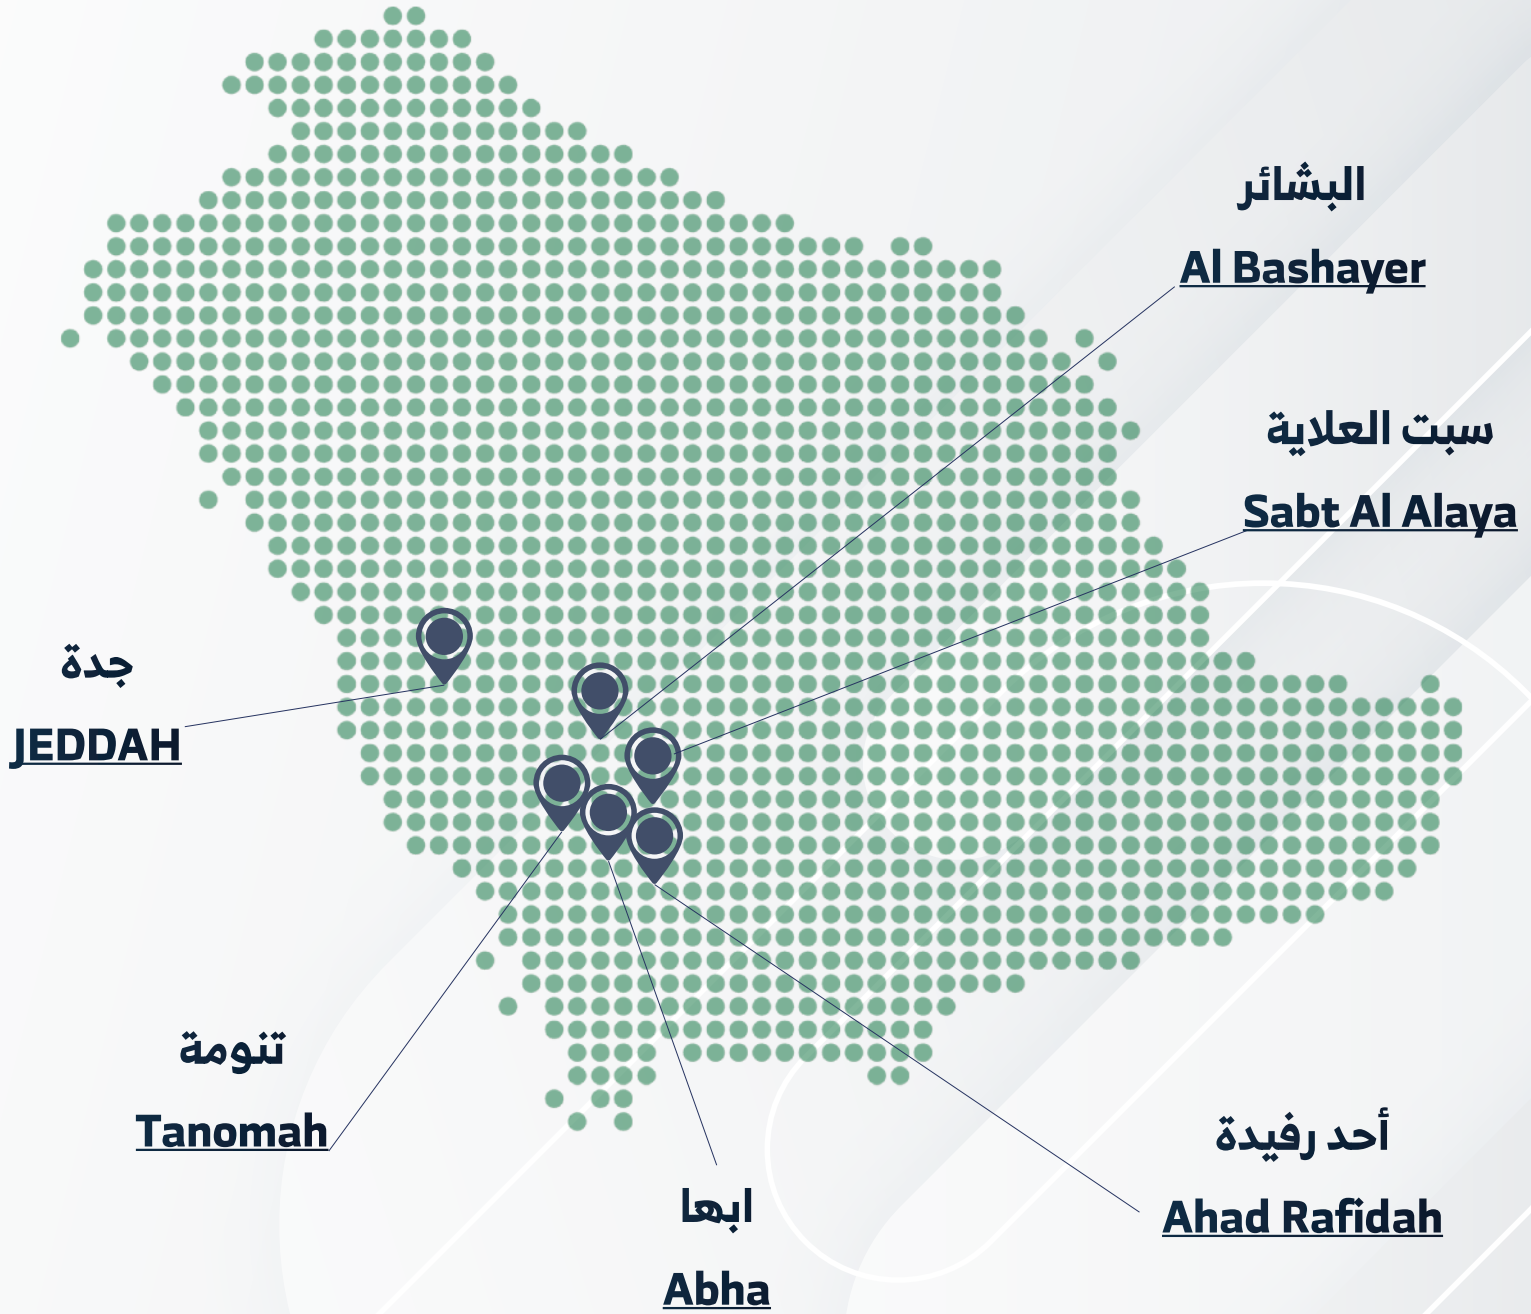 البشائر
Al Bashayer
سبت العلاية
Sabt Al Alaya
جدة
JEDDAH
تنومة
Tanomah
أحد رفيدة
Ahad Rafidah
ابها
Abha